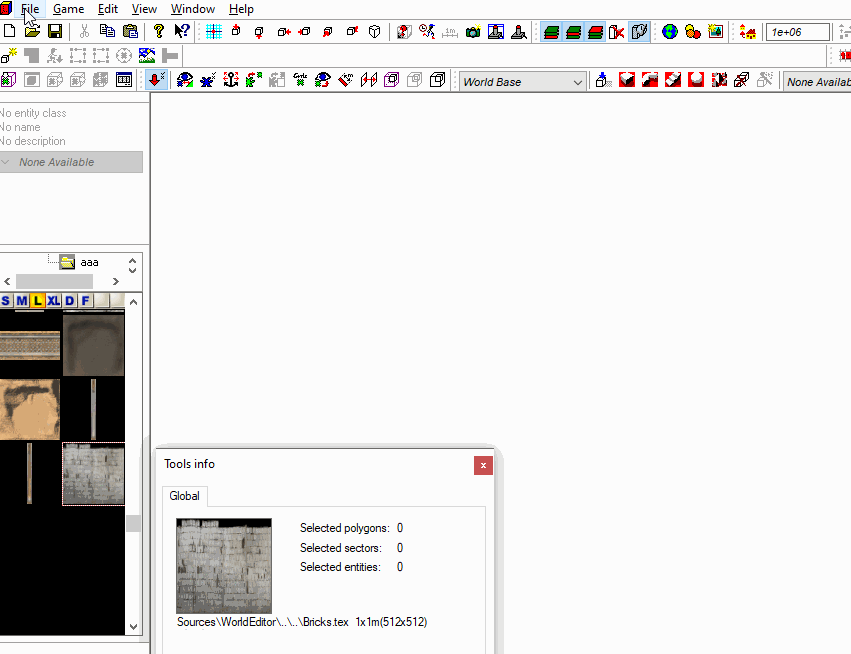 File Game Edit View Window Help
1e+06
World Base
None Availab
No entity class
No name
No description
None Available
aaa
S M L XL D F
Tools info
Global
Selected polygons: 0
Selected sectors: 0
Selected entities: 0
Sources\WorldEditor\..\..\Bricks.tex 1x1m(512x512)